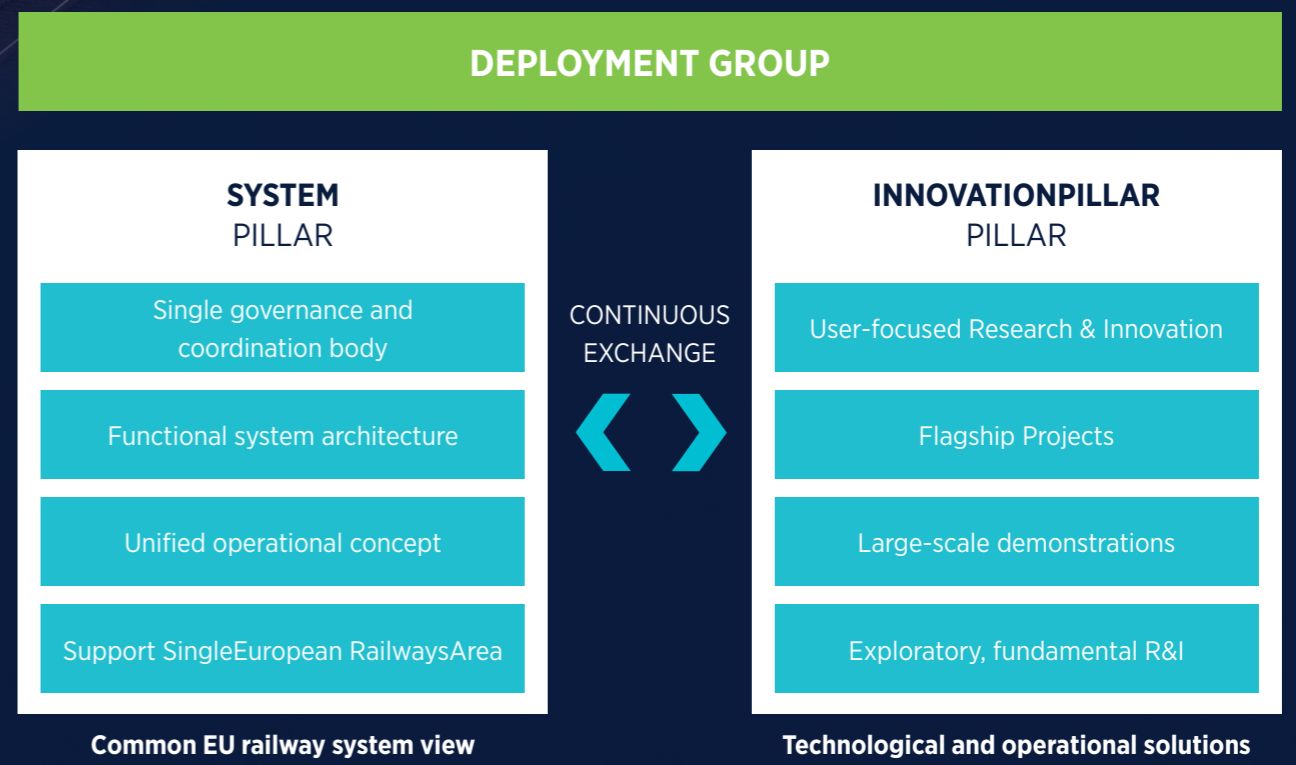 DEPLOYMENT GROUP
SYSTEM
PILLAR
Single governance and
coordination body
Functional system architecture
Unified operational concept
Support SingleEuropean RailwaysArea
Common EU railway system view
CONTINUOUS
EXCHANGE
INNOVATIONPILLAR
PILLAR
User-focused Research & Innovation
Flagship Projects
Large-scale demonstrations
Exploratory, fundamental R&I
Technological and operational solutions